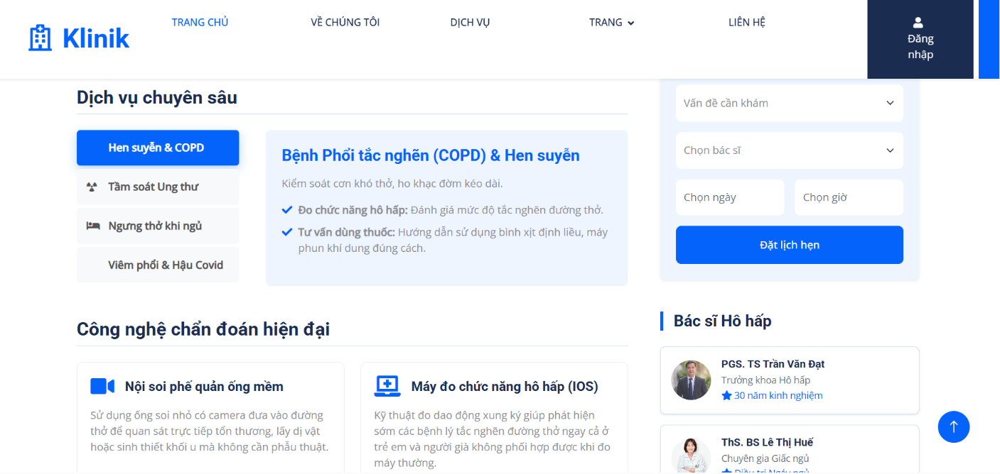 Klinik
TRANG CHỦ
VỀ CHÚNG TÔI
DỊCH VỤ
TRANG
LIÊN HỆ
Đăng
nhập
Dịch vụ chuyên sâu
Hen suyễn & COPD
Tầm soát Ung thư
Ngưng thở khi ngủ
Viêm phổi & Hậu Covid
Bệnh Phổi tắc nghẽn (COPD) & Hen suyễn
Kiểm soát cơn khó thở, ho khạc đờm kéo dài.
Đo chức năng hô hấp: Đánh giá mức độ tắc nghẽn đường thở.
Tư vấn dùng thuốc: Hướng dẫn sử dụng bình xịt định liều, máy
phun khí dung đúng cách.
Vấn đề cần khám
Chọn bác sĩ
Chọn ngày
Chọn giờ
Đặt lịch hẹn
Công nghệ chẩn đoán hiện đại
Nội soi phế quản ống mềm
Sử dụng ống soi nhỏ có camera đưa vào đường
thở để quan sát trực tiếp tổn thương, lấy dị vật
hoặc sinh thiết khối u mà không cần phẫu thuật.
Máy đo chức năng hô hấp (IOS)
Kỹ thuật đo dao động xung ký giúp phát hiện
sớm các bệnh lý tắc nghẽn đường thở ngay cả ở
trẻ em và người già không phối hợp được khi đo
máy thường.
Bác sĩ Hô hấp
PGS. TS Trần Văn Đạt
Trưởng khoa Hô hấp
30 năm kinh nghiệm
ThS. BS Lê Thị Huế
Chuyên gia Giấc ngủ
Điều trị Ngáy ngủ